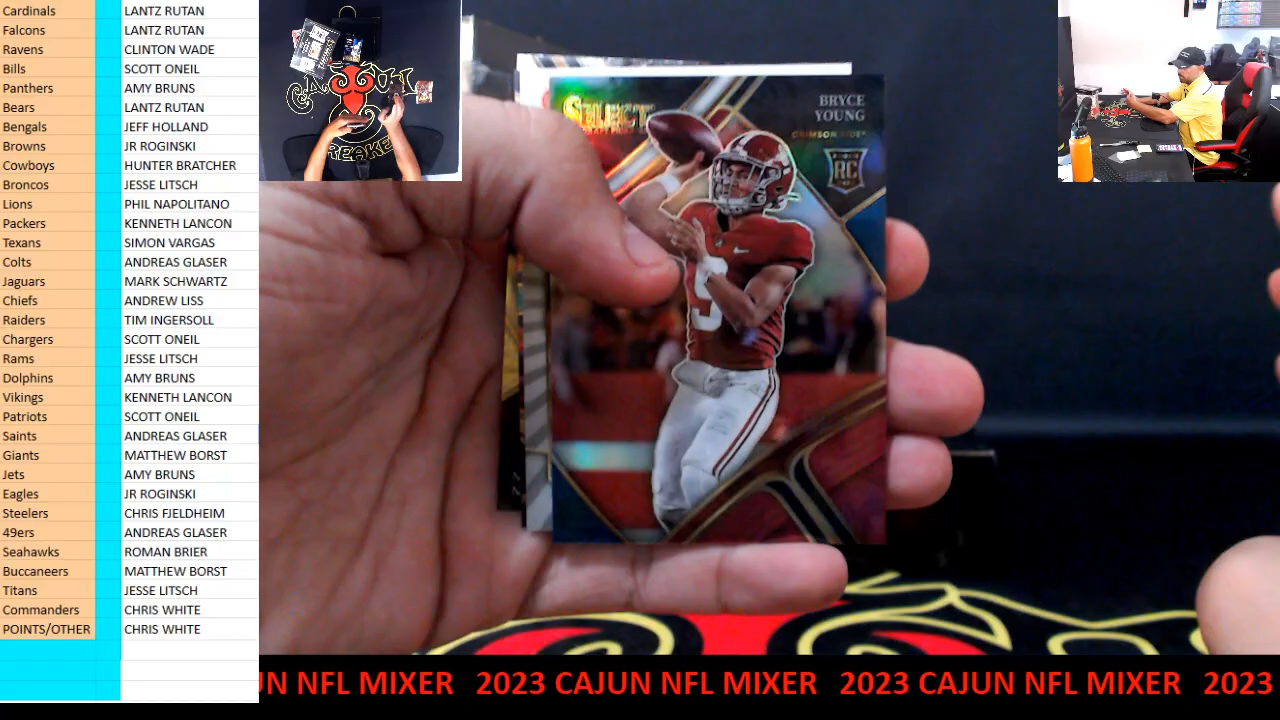 Cardinals LANTZ RUTAN
Falcons LANTZ RUTAN
Ravens CLINTON WADE
Bills SCOTT ONEIL
Panthers AMY BRUNS
Bears LANTZ RUTAN
Bengals JEFF HOLLAND
Browns JR ROGINSKI
Cowboys HUNTER BRATCHER
Broncos JESSE LITSCH
Lions PHIL NAPOLITANO
Packers KENNETH LANCON
Texans SIMON VARGAS
Colts ANDREAS GLASER
Jaguars MARK SCHWARTZ
Chiefs ANDREW LISS
Raiders TIM INGERSOLL
Chargers SCOTT ONEIL
Rams JESSE LITSCH
Dolphins AMY BRUNS
Vikings KENNETH LANCON
Patriots SCOTT ONEIL
Saints ANDREAS GLASER
Giants MATTHEW BORST
Jets AMY BRUNS
Eagles JR ROGINSKI
Steelers CHRIS FJELDHEIM
49ers ANDREAS GLASER
Seahawks ROMAN BRIER
Buccaneers MATTHEW BORST
Titans JESSE LITSCH
Commanders CHRIS WHITE
POINTS/OTHER CHRIS WHITE
SELECT
BRYCE
YOUNG
CRIMSON TIDE
RC
9
UN NFL MIXER 2023 CAJUN NFL MIXER 2023 CAJUN NFL MIXER 2023